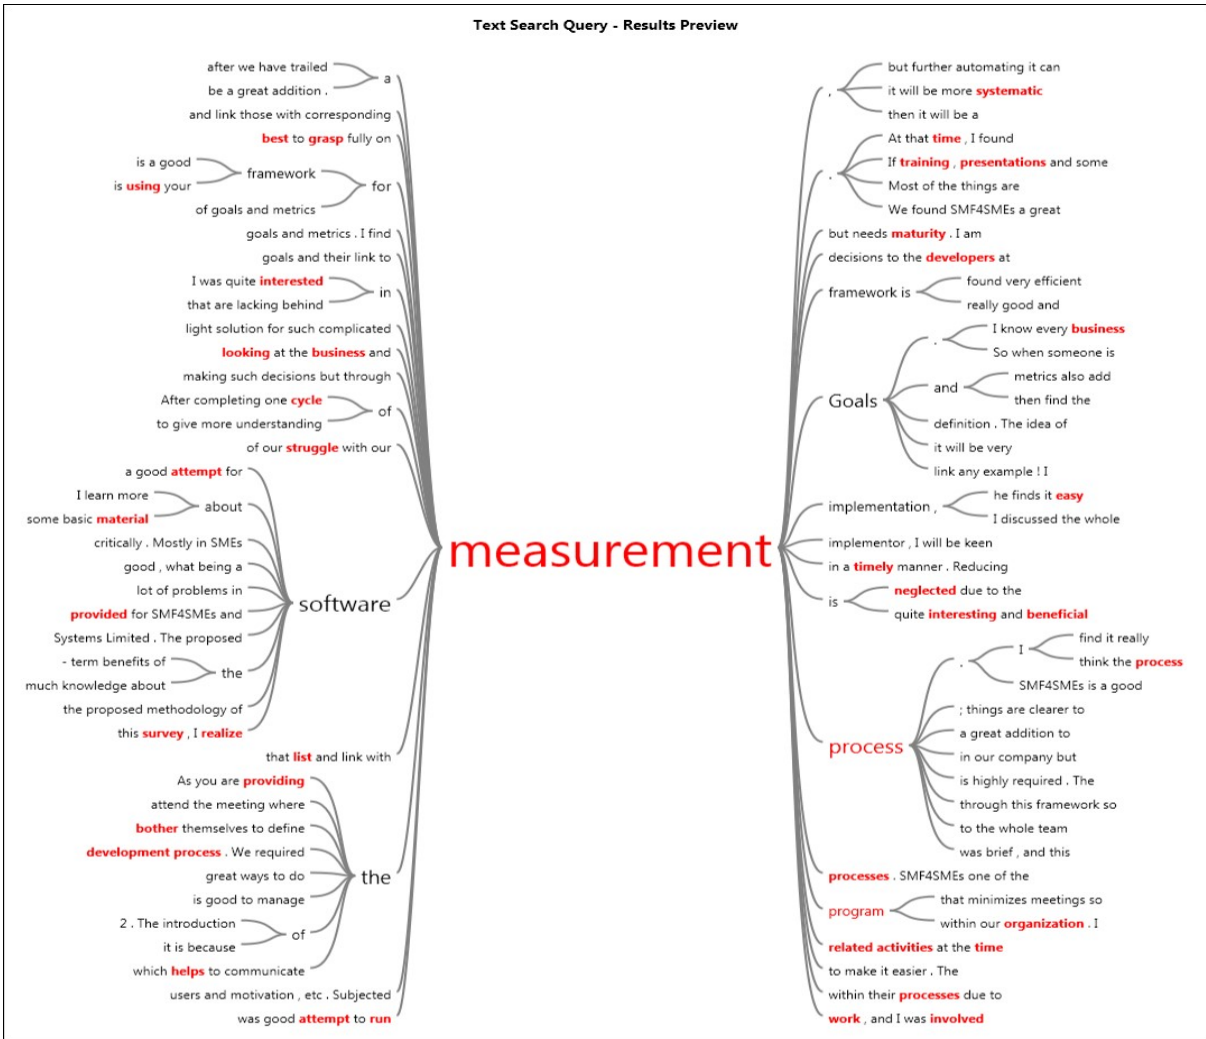 Text Search Query - Results Preview
after we have trailed
be a great addition .
a
and link those with corresponding
best to grasp fully on
is a good
is using your
framework
of goals and metrics
for
goals and metrics . I find
goals and their link to
I was quite interested
that are lacking behind
in
light solution for such complicated
looking at the business and
making such decisions but through
After completing one cycle
to give more understanding
of
of our struggle with our
a good attempt for
I learn more
some basic material
about
critically . Mostly in SMEs
good , what being a
lot of problems in
provided for SMF4SMEs and
Systems Limited . The proposed
- term benefits of
much knowledge about
the
the proposed methodology of
this survey , I realize
software
that list and link with
As you are providing
attend the meeting where
bother themselves to define
development process . We required
great ways to do
is good to manage
2 . The introduction
it is because
of
which helps to communicate
the
users and motivation , etc . Subjected
was good attempt to run
measurement
,
but further automating it can
it will be more systematic
then it will be a
.
At that time , I found
If training , presentations and some
Most of the things are
We found SMF4SMEs a great
but needs maturity . I am
decisions to the developers at
framework is
found very efficient
really good and
Goals
.
I know every business
So when someone is
and
metrics also add
then find the
definition . The idea of
it will be very
link any example ! I
implementation ,
he finds it easy
I discussed the whole
implementor , I will be keen
in a timely manner . Reducing
is
neglected due to the
quite interesting and beneficial
process
.
I
find it really
think the process
SMF4SMEs is a good
; things are clearer to
a great addition to
in our company but
is highly required . The
through this framework so
to the whole team
was brief , and this
processes . SMF4SMEs one of the
program
that minimizes meetings so
within our organization . I
related activities at the time
to make it easier . The
within their processes due to
work , and I was involved